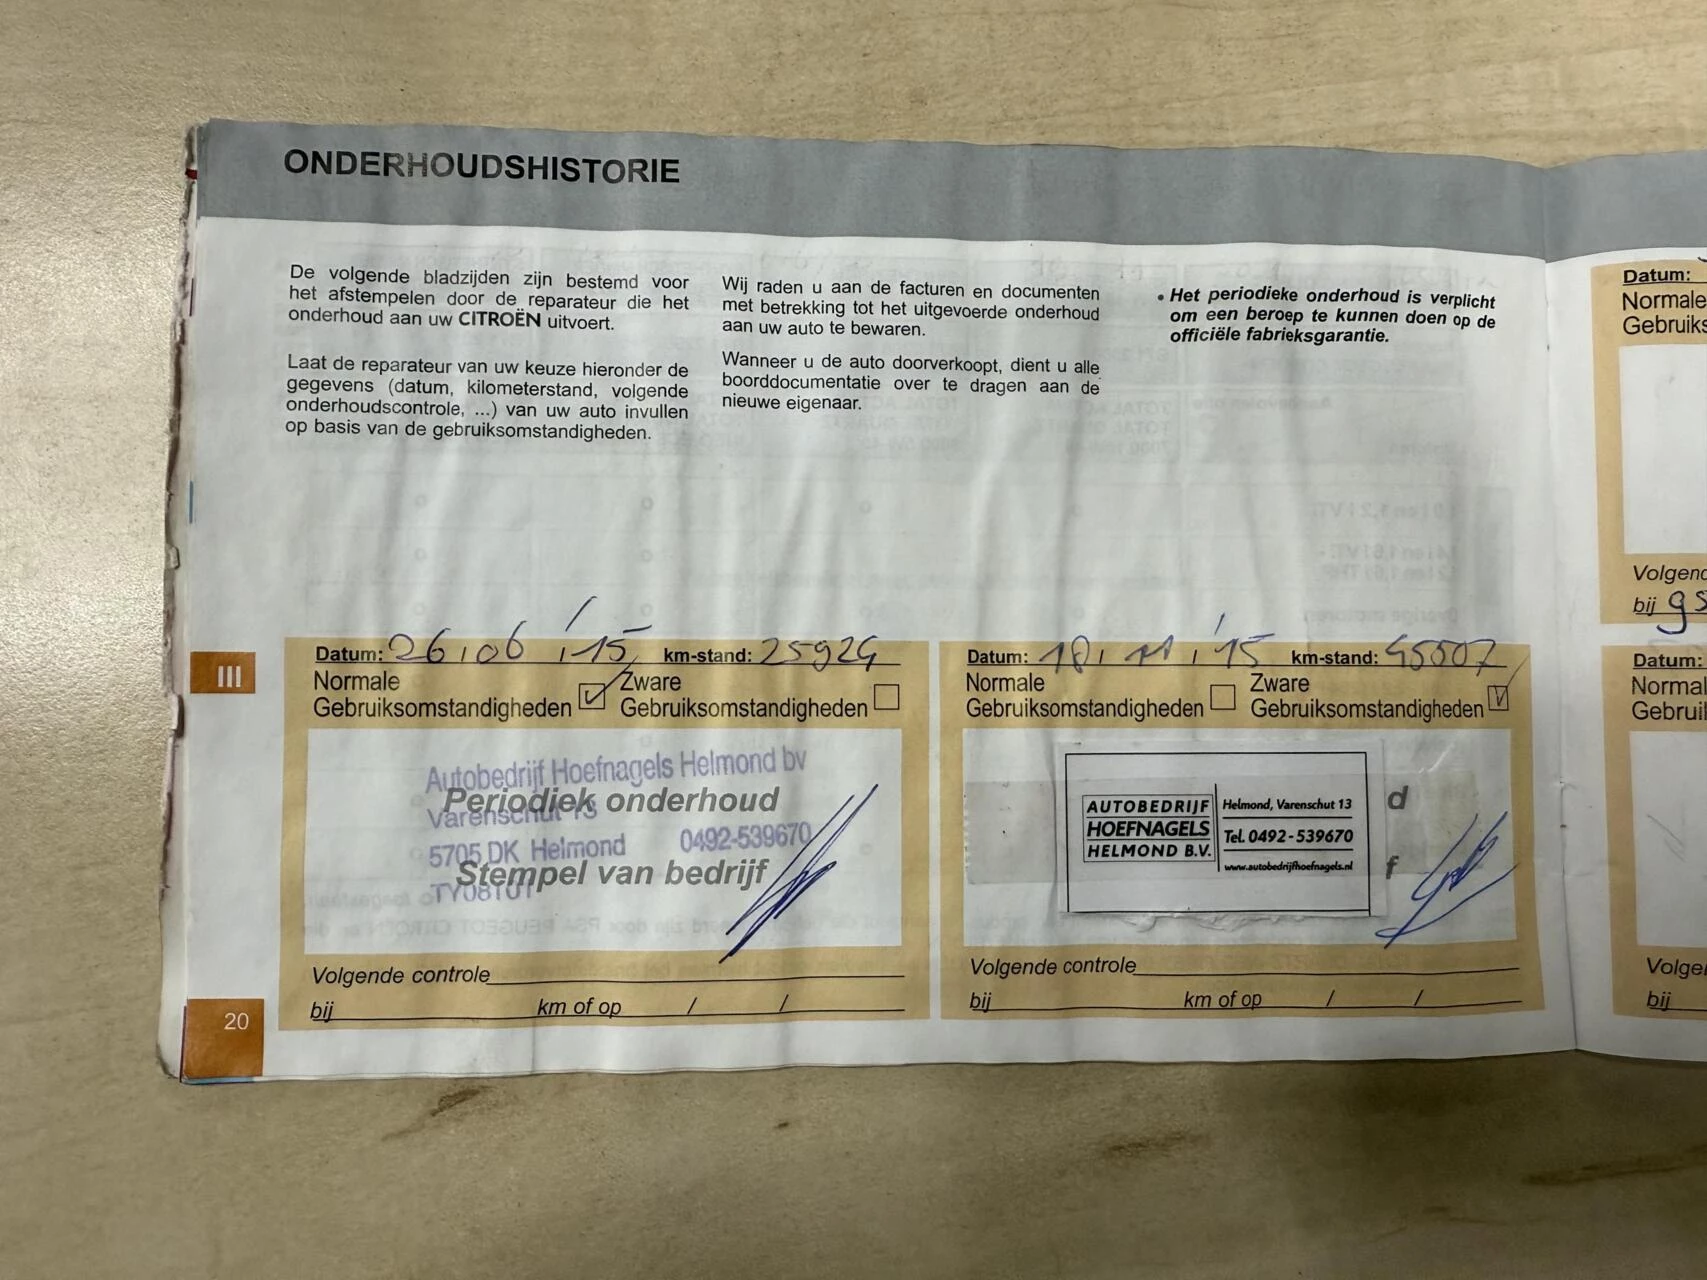 ONDERHOUDSHISTORIE
De volgende bladzijden zijn bestemd voor
het afstempelen door de reparateur die het
onderhoud aan uw CITROËN uitvoert.
Laat de reparateur van uw keuze hieronder de
gegevens (datum, kilometerstand, volgende
onderhoudscontrole, ...) van uw auto invullen
op basis van de gebruiksomstandigheden.
Wij raden u aan de facturen en documenten
met betrekking tot het uitgevoerde onderhoud
aan uw auto te bewaren.
Wanneer u de auto doorverkoopt, dient u alle
boorddocumentatie over te dragen aan de
nieuwe eigenaar.
• Het periodieke onderhoud is verplicht
om een beroep te kunnen doen op de
officiële fabrieksgarantie.
III
Datum: 26/06/'15 km-stand: 25924
Normale
Gebruiksomstandigheden
Zware
Gebruiksomstandigheden
Autobedrijf Hoefnagels Helmond bv
Periodiek onderhoud
Varenschut 13
5705 DK Helmond 0492-539670
Stempel van bedrijf
TY08T01
Volgende controle
bij km of op / /
Datum: 18/11/'15 km-stand: 45507
Normale
Gebruiksomstandigheden
Zware
Gebruiksomstandigheden
AUTOBEDRIJF
HOEFNAGELS
HELMOND B.V.
Helmond, Varenschut 13
Tel. 0492-539670
www.autobedrijfhoefnagels.nl
d
f
Volgende controle
bij km of op / /
20
Datum:
Normale
Gebruiks
Volgend
bij 95
Datum:
Normal
Gebruik
Volge
bij